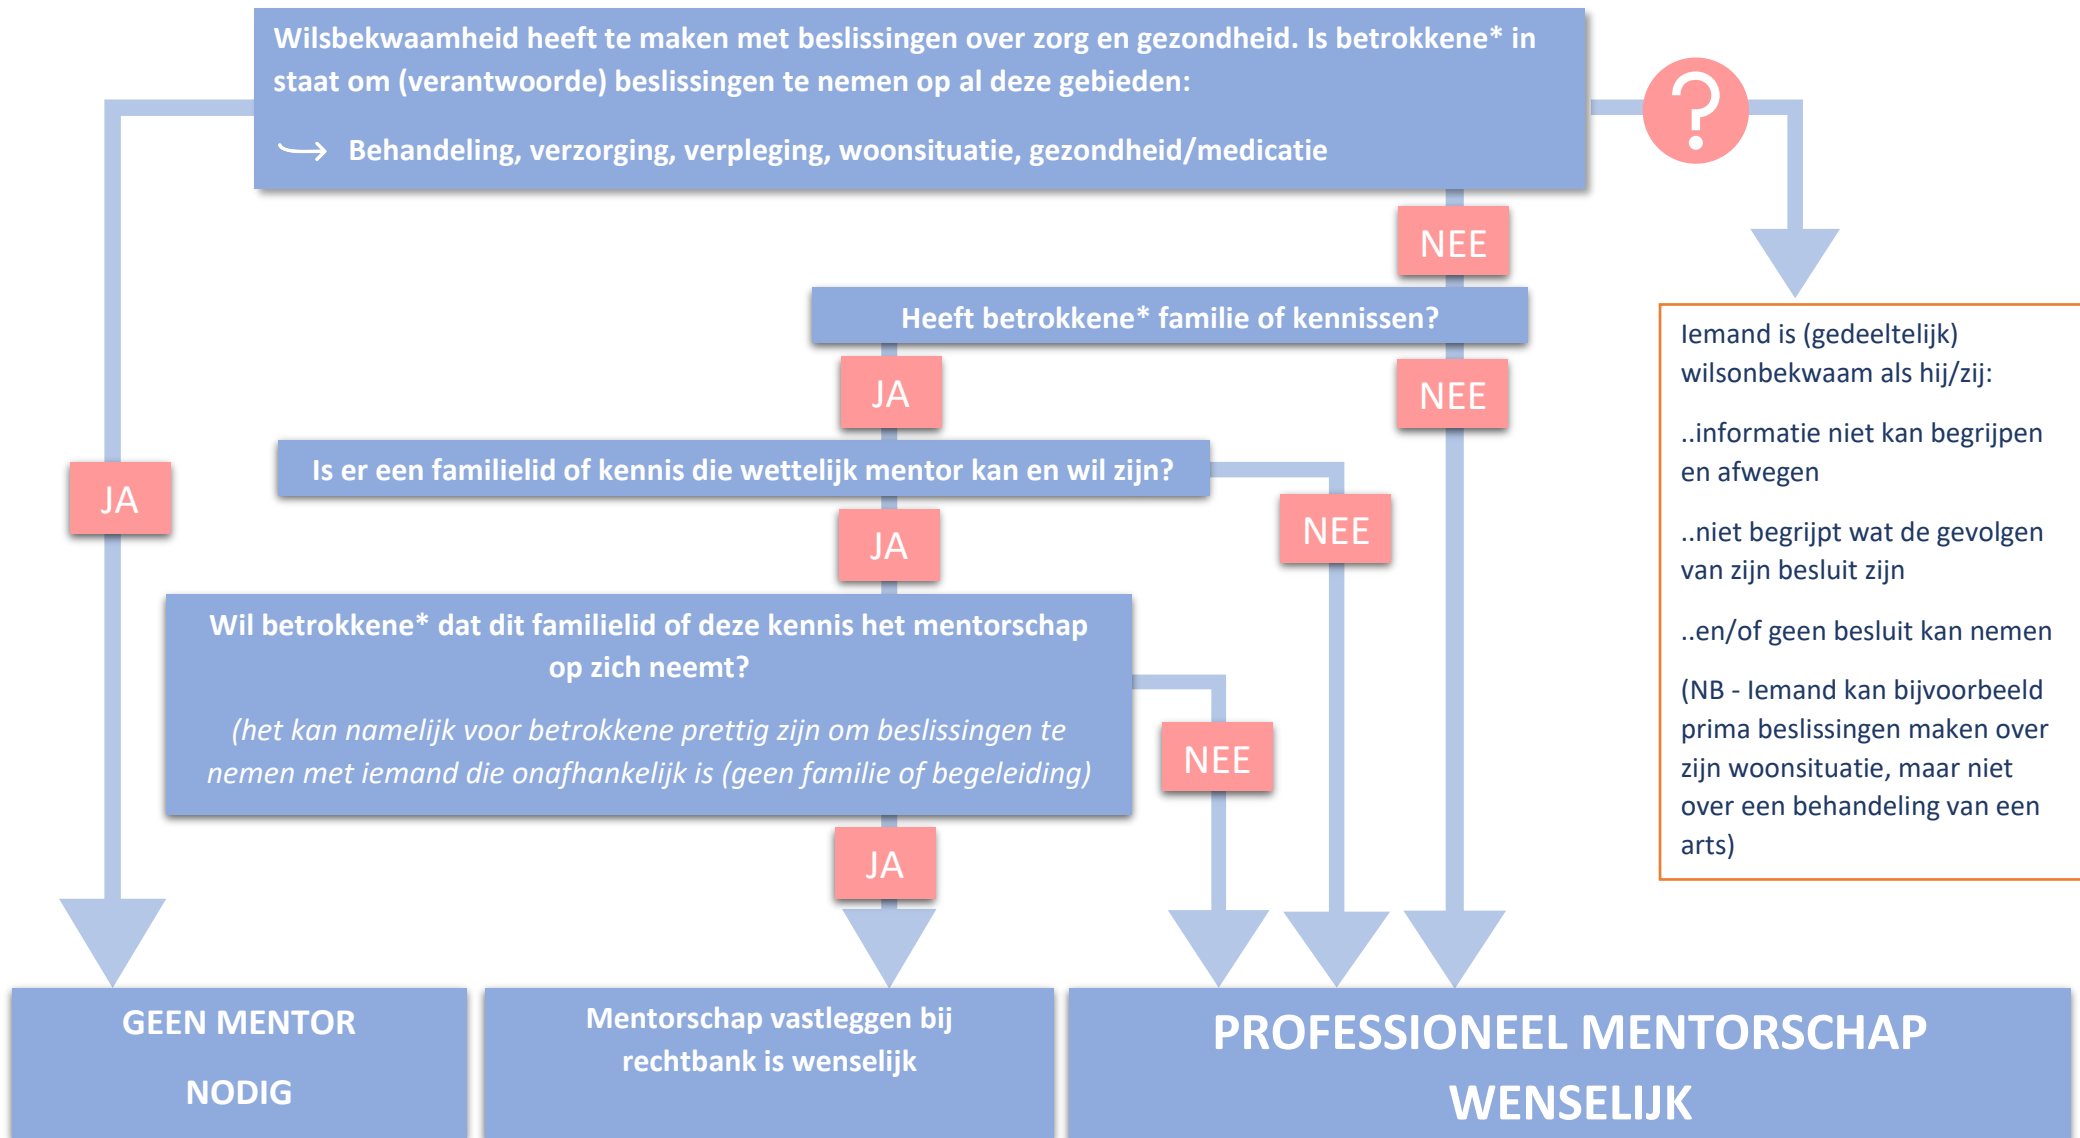 Wilsbekwaamheid heeft te maken met beslissingen over zorg en gezondheid. Is betrokkene* in
staat om (verantwoorde) beslissingen te nemen op al deze gebieden:
Behandeling, verzorging, verpleging, woonsituatie, gezondheid/medicatie
?
NEE
Heeft betrokkene* familie of kennissen?
JA
NEE
Is er een familielid of kennis die wettelijk mentor kan en wil zijn?
JA
JA
NEE
Wil betrokkene* dat dit familielid of deze kennis het mentorschap
op zich neemt?
(het kan namelijk voor betrokkene prettig zijn om beslissingen te
nemen met iemand die onafhankelijk is (geen familie of begeleiding)
NEE
JA
Iemand is (gedeeltelijk)
wilsonbekwaam als hij/zij:
..informatie niet kan begrijpen
en afwegen
..niet begrijpt wat de gevolgen
van zijn besluit zijn
..en/of geen besluit kan nemen
(NB - Iemand kan bijvoorbeeld
prima beslissingen maken over
zijn woonsituatie, maar niet
over een behandeling van een
arts)
GEEN MENTOR
NODIG
Mentorschap vastleggen bij
rechtbank is wenselijk
PROFESSIONEEL MENTORSCHAP
WENSELIJK